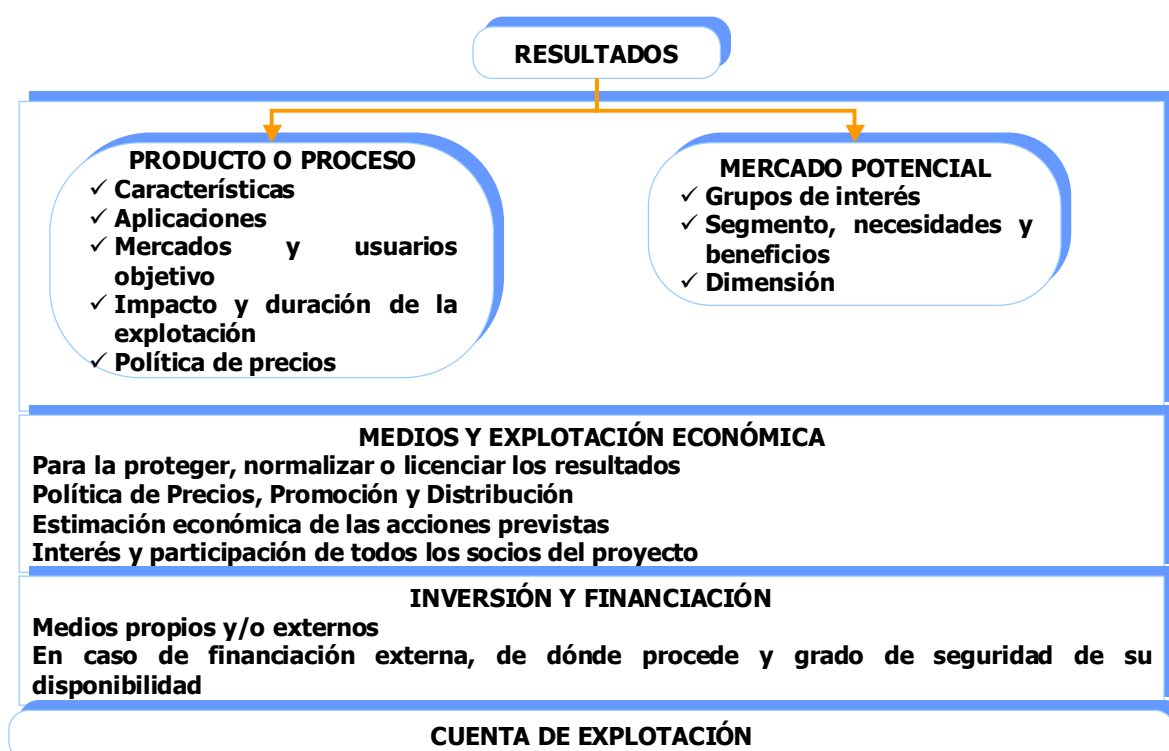 RESULTADOS
PRODUCTO O PROCESO
✓ Características
✓ Aplicaciones
✓ Mercados y usuarios
objetivo
✓ Impacto y duración de la
explotación
✓ Política de precios
MERCADO POTENCIAL
✓ Grupos de interés
✓ Segmento, necesidades y
beneficios
✓ Dimensión
MEDIOS Y EXPLOTACIÓN ECONÓMICA
Para la proteger, normalizar o licenciar los resultados
Política de Precios, Promoción y Distribución
Estimación económica de las acciones previstas
Interés y participación de todos los socios del proyecto
INVERSIÓN Y FINANCIACIÓN
Medios propios y/o externos
En caso de financiación externa, de dónde procede y grado de seguridad de su
disponibilidad
CUENTA DE EXPLOTACIÓN